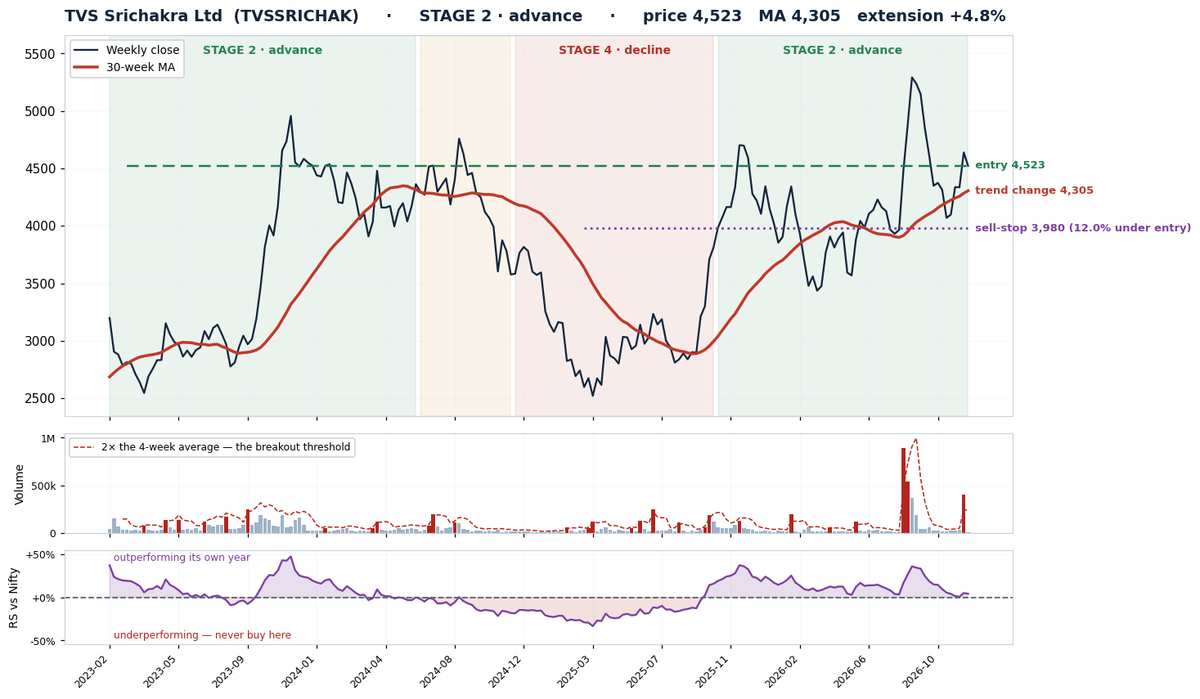 TVS Srichakra Ltd (TVSSRICHAK) · STAGE 2 · advance · price 4,523 MA 4,305 extension +4.8%
Weekly close
30-week MA
STAGE 2 · advance
STAGE 4 · decline
STAGE 2 · advance
5500
5000
4500
4000
3500
3000
2500
entry 4,523
trend change 4,305
sell-stop 3,980 (12.0% under entry)
2× the 4-week average — the breakout threshold
Volume
1M
500k
0
RS vs Nifty
+50%
+0%
-50%
outperforming its own year
underperforming — never buy here
2023-02
2023-05
2023-09
2024-01
2024-04
2024-08
2024-12
2025-03
2025-07
2025-11
2026-02
2026-06
2026-10